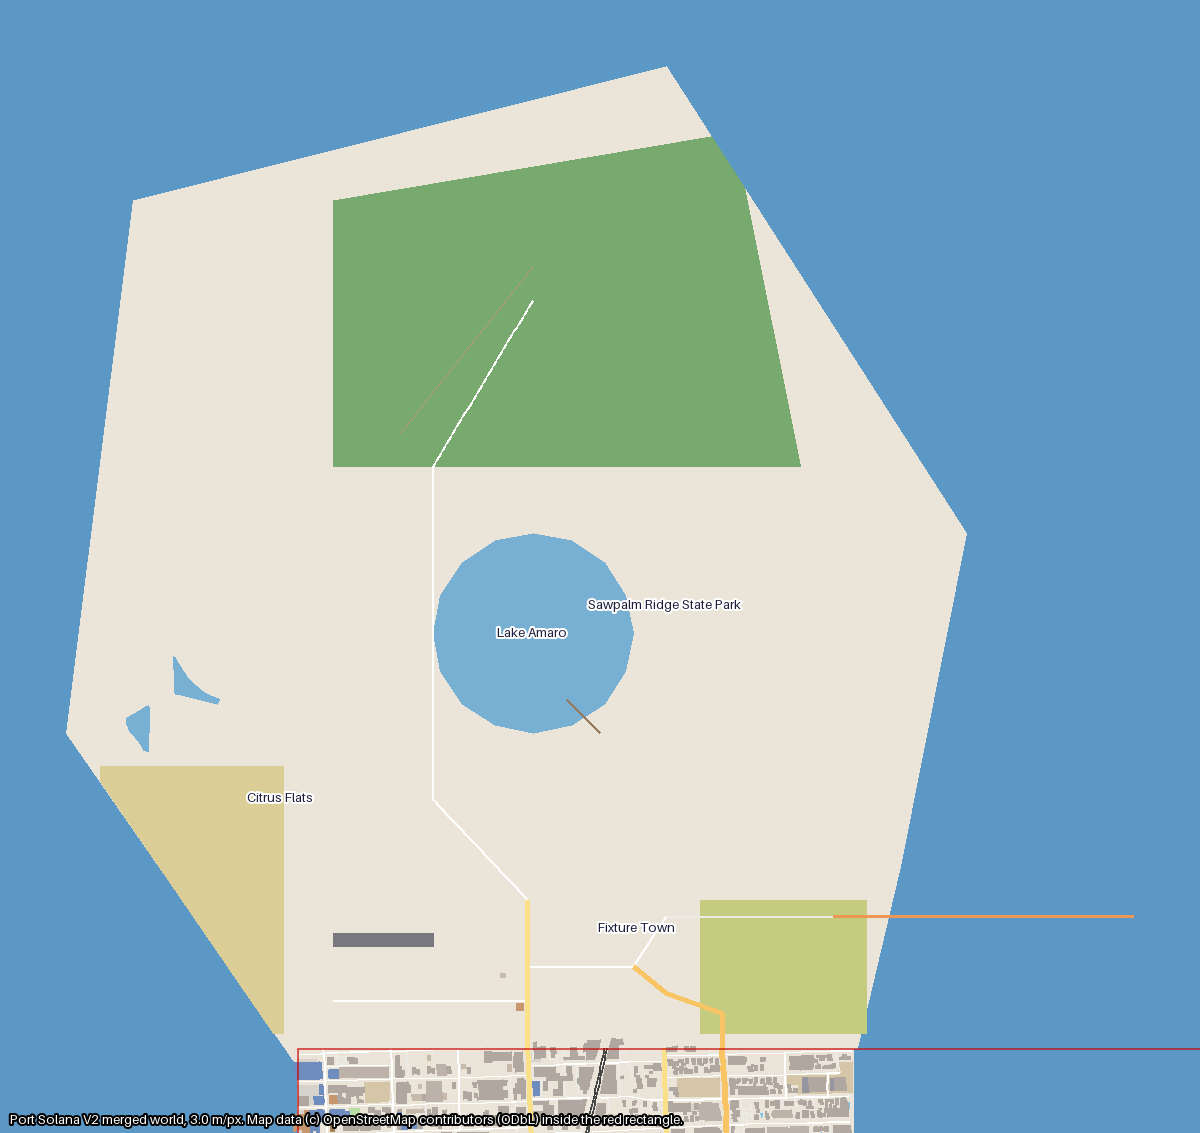 Sawpalm Ridge State Park
Lake Amaro
Citrus Flats
Fixture Town
Port Solana V2 merged world, 3.0 m/px. Map data (c) OpenStreetMap contributors (ODbL) inside the red rectangle.